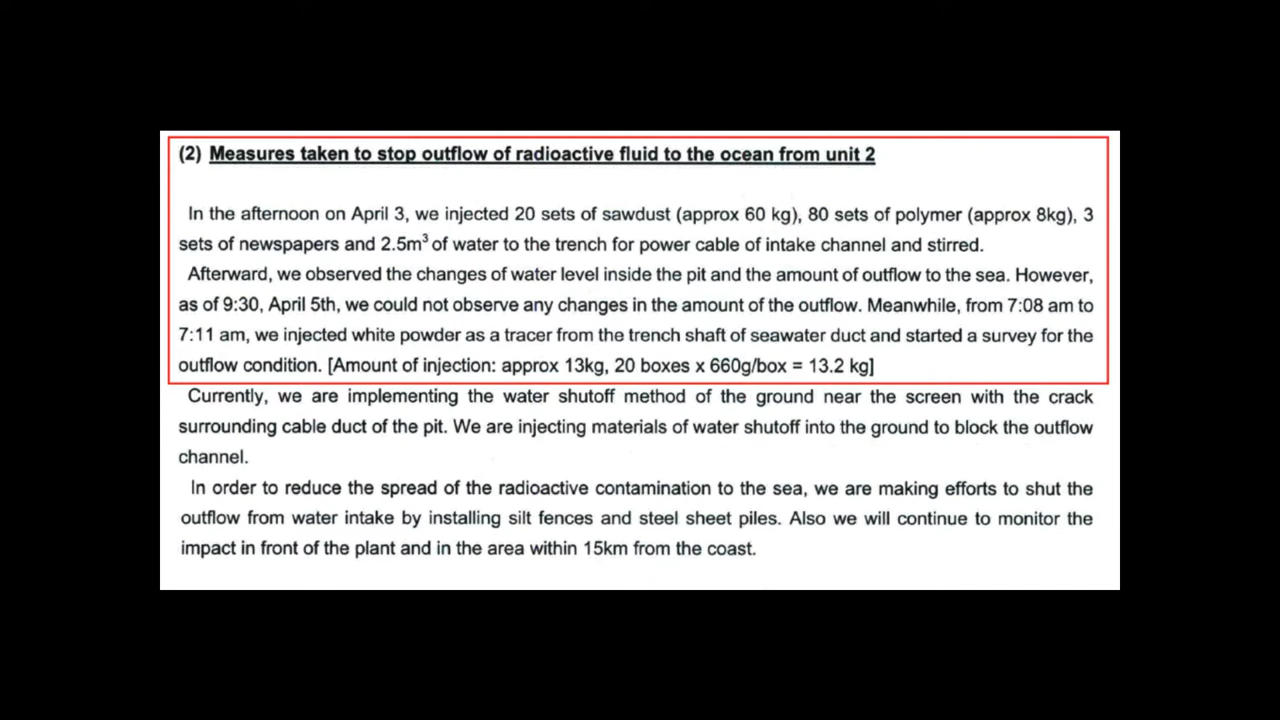 (2) Measures taken to stop outflow of radioactive fluid to the ocean from unit 2
In the afternoon on April 3, we injected 20 sets of sawdust (approx 60 kg), 80 sets of polymer (approx 8kg), 3
sets of newspapers and 2.5m³ of water to the trench for power cable of intake channel and stirred.
Afterward, we observed the changes of water level inside the pit and the amount of outflow to the sea. However,
as of 9:30, April 5th, we could not observe any changes in the amount of the outflow. Meanwhile, from 7:08 am to
7:11 am, we injected white powder as a tracer from the trench shaft of seawater duct and started a survey for the
outflow condition. [Amount of injection: approx 13kg, 20 boxes x 660g/box = 13.2 kg]
Currently, we are implementing the water shutoff method of the ground near the screen with the crack
surrounding cable duct of the pit. We are injecting materials of water shutoff into the ground to block the outflow
channel.
In order to reduce the spread of the radioactive contamination to the sea, we are making efforts to shut the
outflow from water intake by installing silt fences and steel sheet piles. Also we will continue to monitor the
impact in front of the plant and in the area within 15km from the coast.